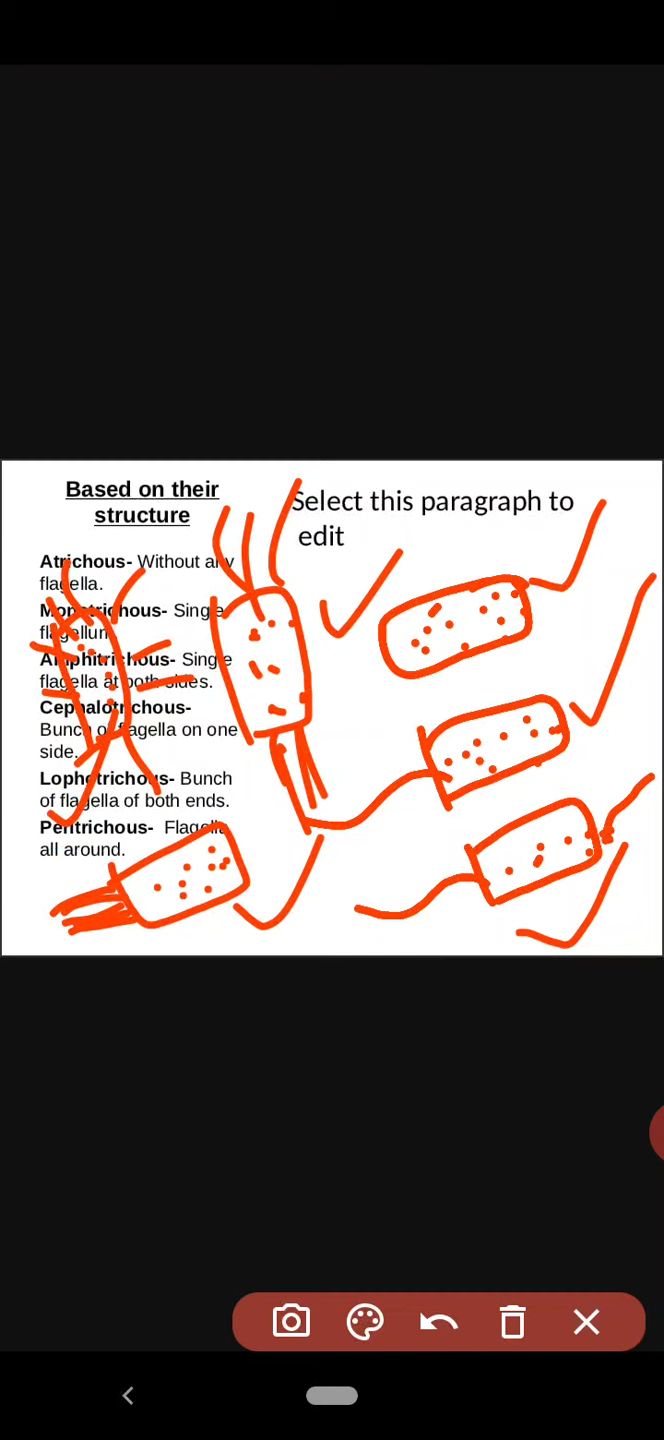 Based on their
structure
Select this paragraph to
edit
Atrichous- Without any
flagella.
Monotrichous- Single
flagellum.
Amphitrichous- Single
flagella at both sides.
Cephalotrichous-
Bunch of flagella on one
side.
Lophotrichous- Bunch
of flagella of both ends.
Peritrichous- Flagella
all around.